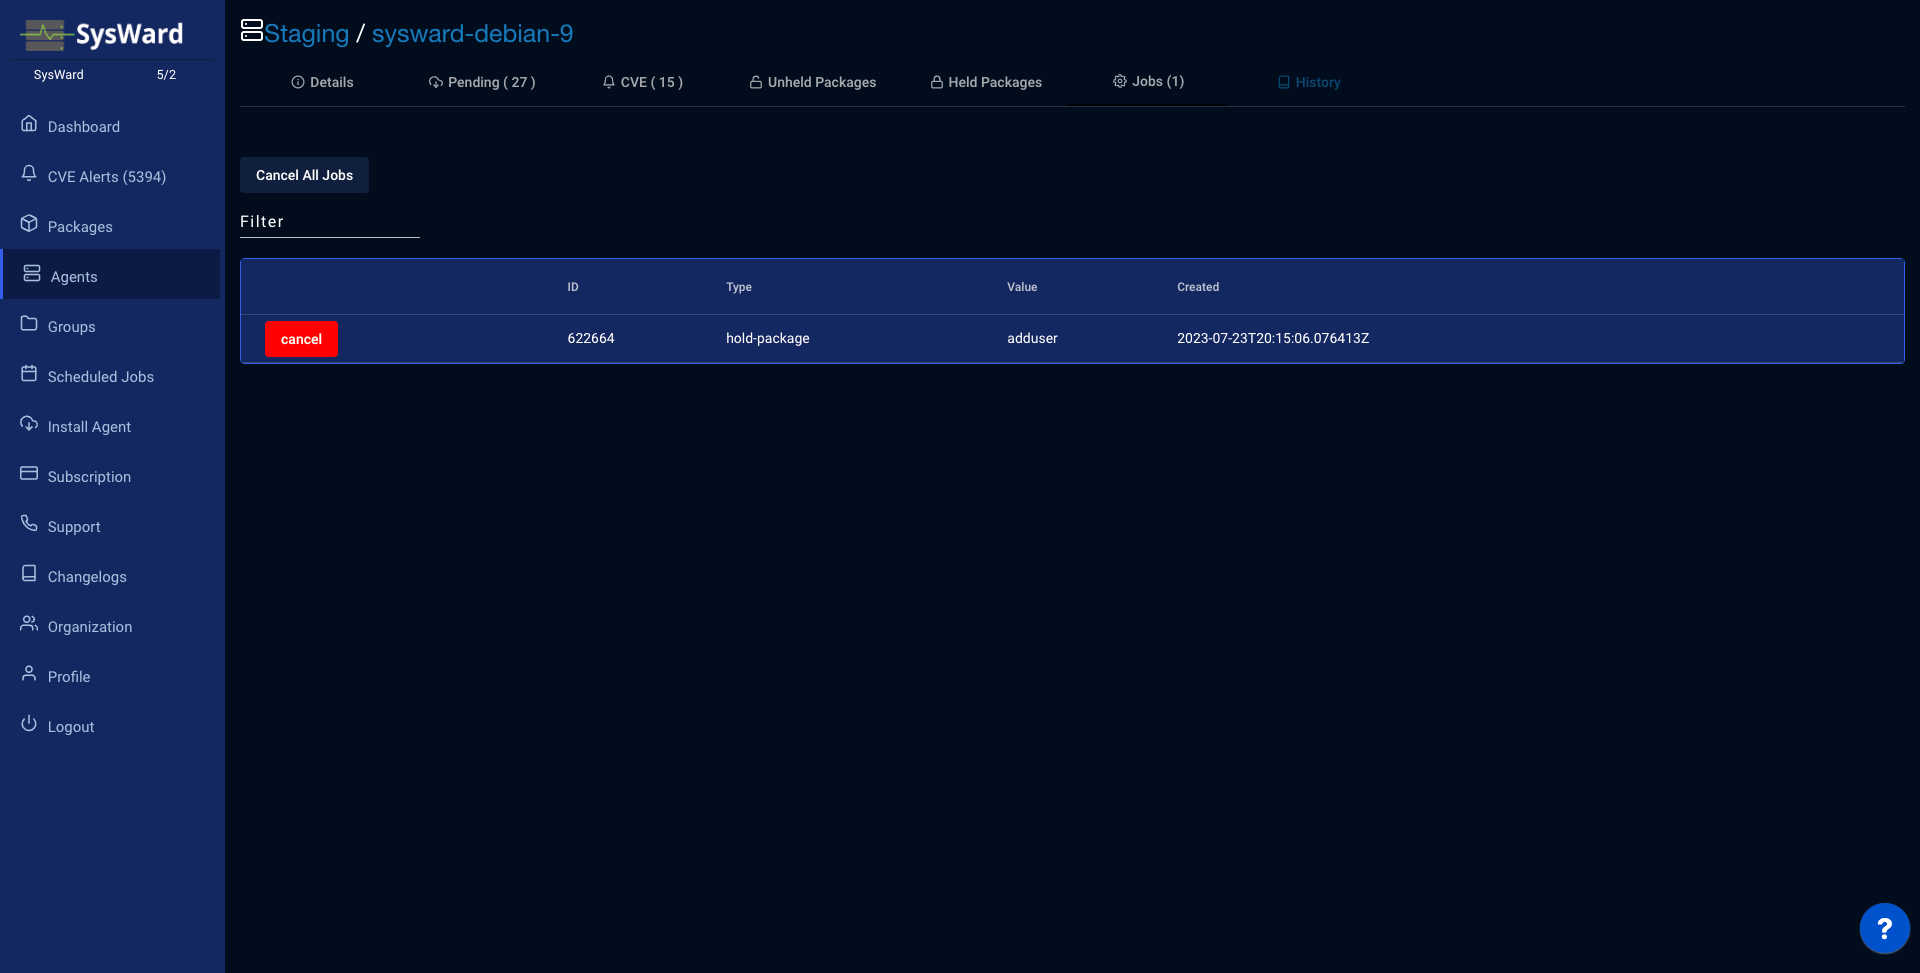 SysWard
SysWard 5/2
Dashboard
CVE Alerts (5394)
Packages
Agents
Groups
Scheduled Jobs
Install Agent
Subscription
Support
Changelogs
Organization
Profile
Logout
Staging / sysward-debian-9
Details Pending ( 27 ) CVE ( 15 ) Unheld Packages Held Packages Jobs (1) History
Cancel All Jobs
Filter
ID Type Value Created
cancel 622664 hold-package adduser 2023-07-23T20:15:06.076413Z
?